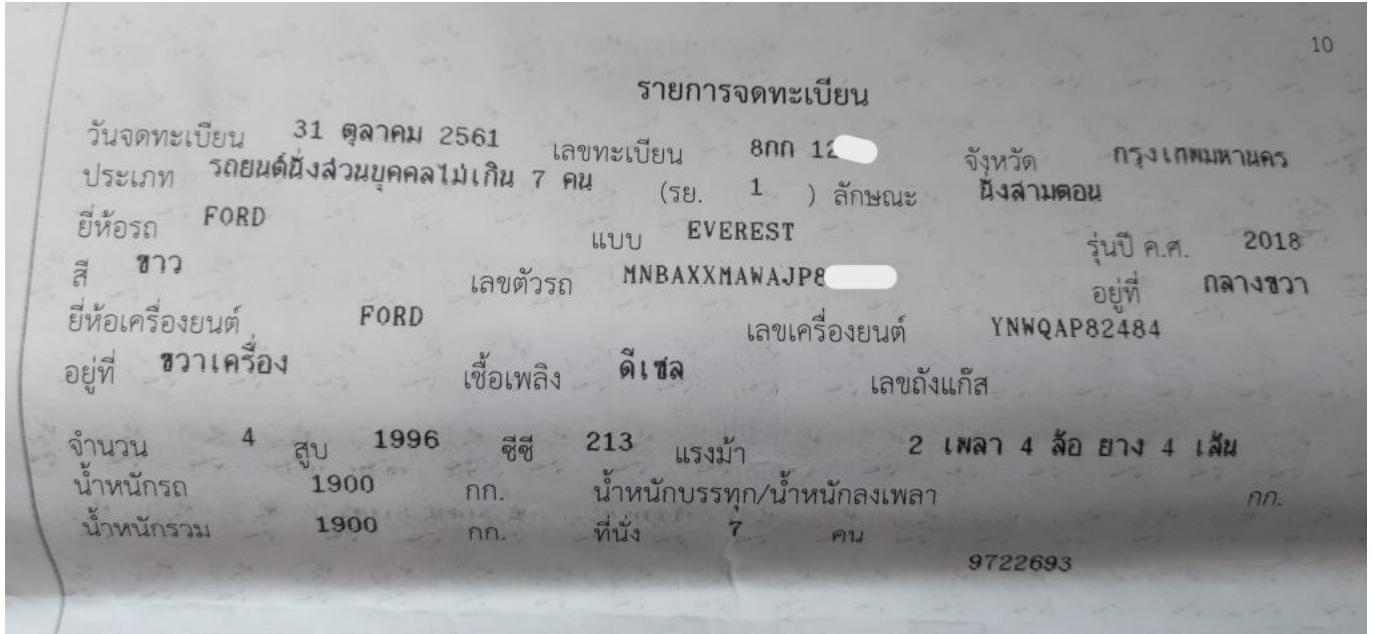 10
รายการจดทะเบียน
วันจดทะเบียน 31 ตุลาคม 2561 เลขทะเบียน 8กก 12 จังหวัด กรุงเทพมหานคร
ประเภท รถยนต์นั่งส่วนบุคคลไม่เกิน 7 คน (รย. 1 ) ลักษณะ นั่งสามตอน
ยี่ห้อรถ FORD แบบ EVEREST รุ่นปี ค.ศ. 2018
สี ขาว เลขตัวรถ MNBAXXMAWAJP8 อยู่ที่ กลางขวา
ยี่ห้อเครื่องยนต์ FORD เลขเครื่องยนต์ YNWQAP82484
อยู่ที่ ขวาเครื่อง เชื้อเพลิง ดีเซล เลขถังแก๊ส
จำนวน 4 สูบ 1996 ซีซี 213 แรงม้า 2 เพลา 4 ล้อ ยาง 4 เส้น
น้ำหนักรถ 1900 กก. น้ำหนักบรรทุก/น้ำหนักลงเพลา กก.
น้ำหนักรวม 1900 กก. ที่นั่ง 7 คน
9722693